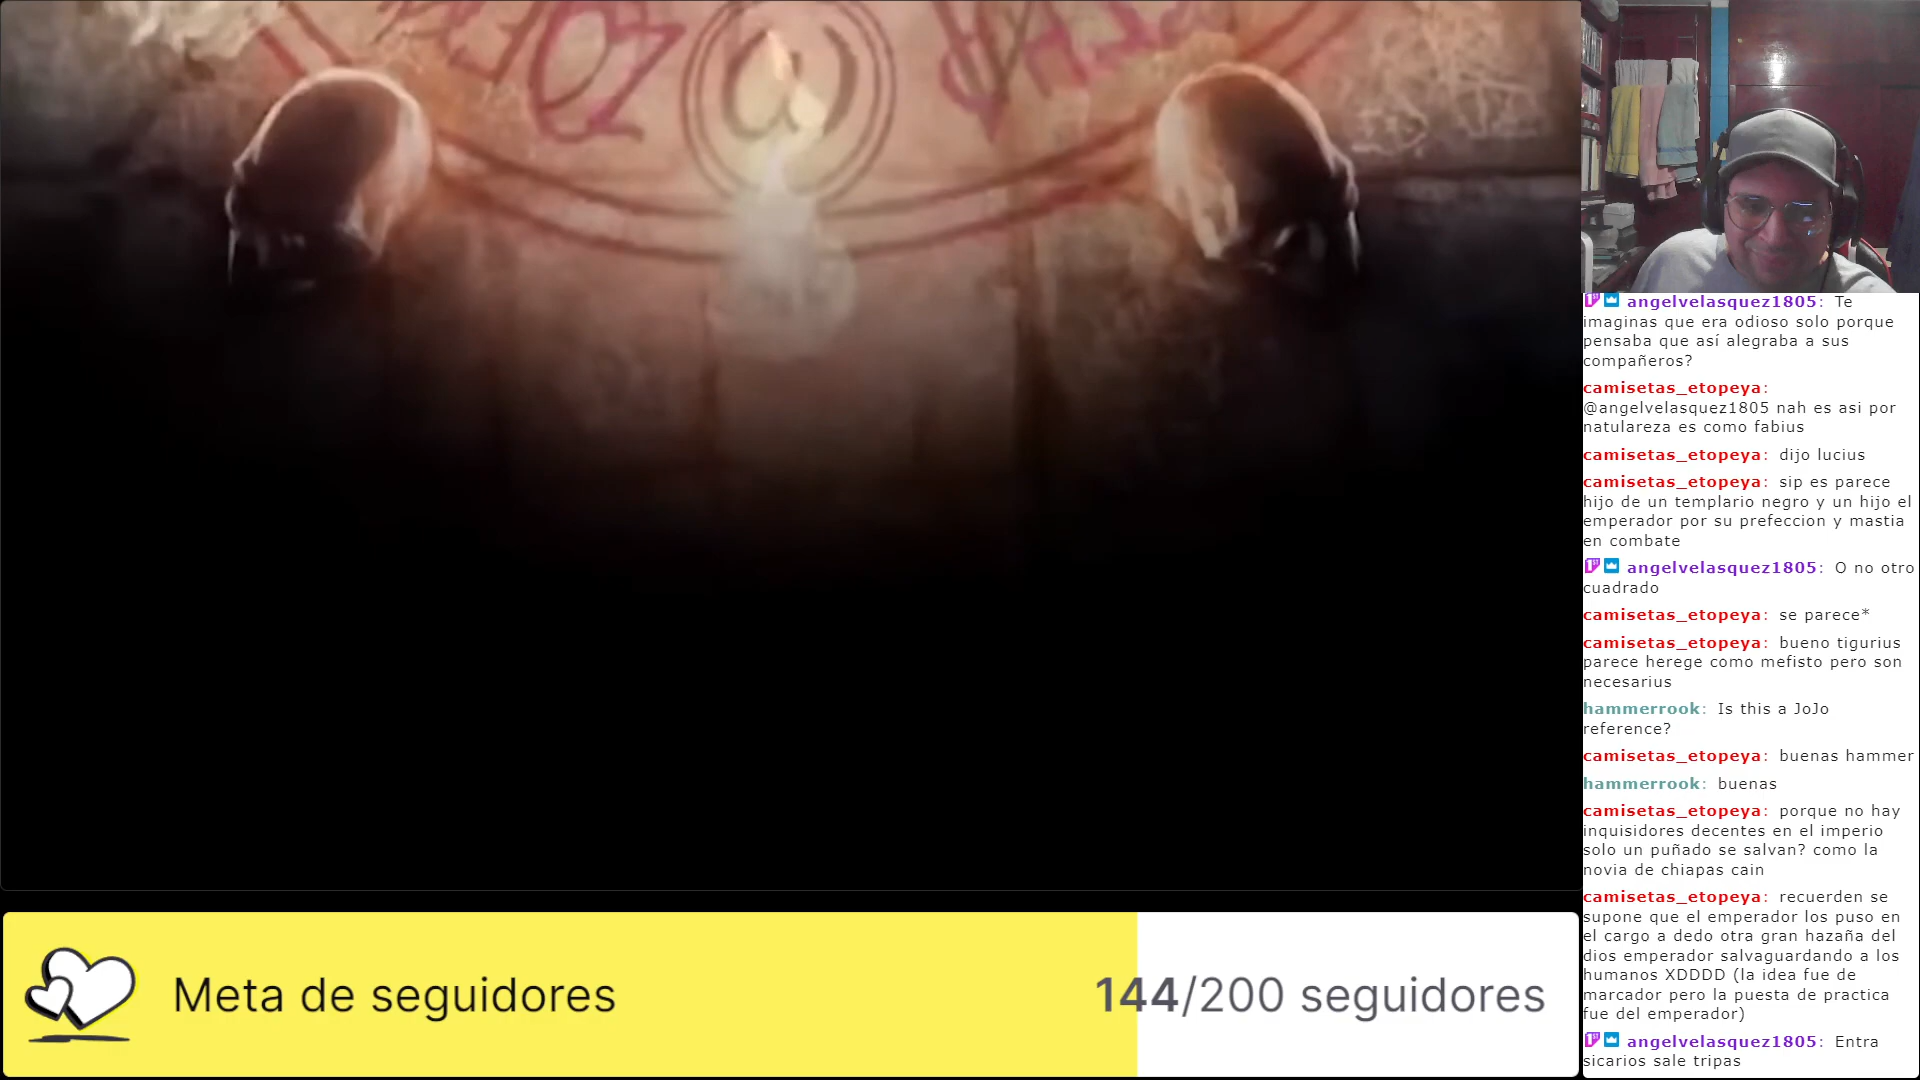 angelvelasquez1805: Te
imaginas que era odioso solo porque
pensaba que así alegraba a sus
compañeros?
camisetas_etopeya:
@angelvelasquez1805 nah es asi por
natulareza es como fabius
camisetas_etopeya: dijo lucius
camisetas_etopeya: sip es parece
hijo de un templario negro y un hijo el
emperador por su prefeccion y mastia
en combate
angelvelasquez1805: O no otro
cuadrado
camisetas_etopeya: se parece*
camisetas_etopeya: bueno tigurius
parece herege como mefisto pero son
necesarius
hammerrook: Is this a JoJo
reference?
camisetas_etopeya: buenas hammer
hammerrook: buenas
camisetas_etopeya: porque no hay
inquisidores decentes en el imperio
solo un puñado se salvan? como la
novia de chiapas cain
camisetas_etopeya: recuerden se
supone que el emperador los puso en
el cargo a dedo otra gran hazaña del
dios emperador salvaguardando a los
humanos XDDDD (la idea fue de
marcador pero la puesta de practica
fue del emperador)
angelvelasquez1805: Entra
sicarios sale tripas
Meta de seguidores
144/200 seguidores